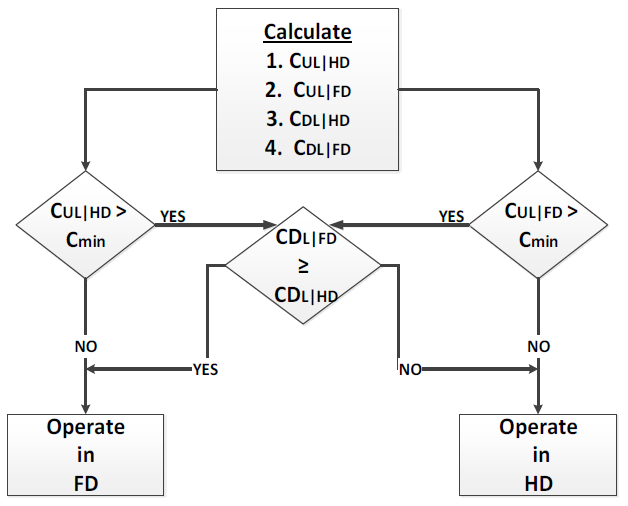 Calculate
1. CUL|HD
2. CUL|FD
3. CDL|HD
4. CDL|FD
CUL|HD >
Cmin
YES
CDL|FD
≥
CDL|HD
YES
CUL|FD >
Cmin
NO
NO
YES
NO
Operate
in
FD
Operate
in
HD